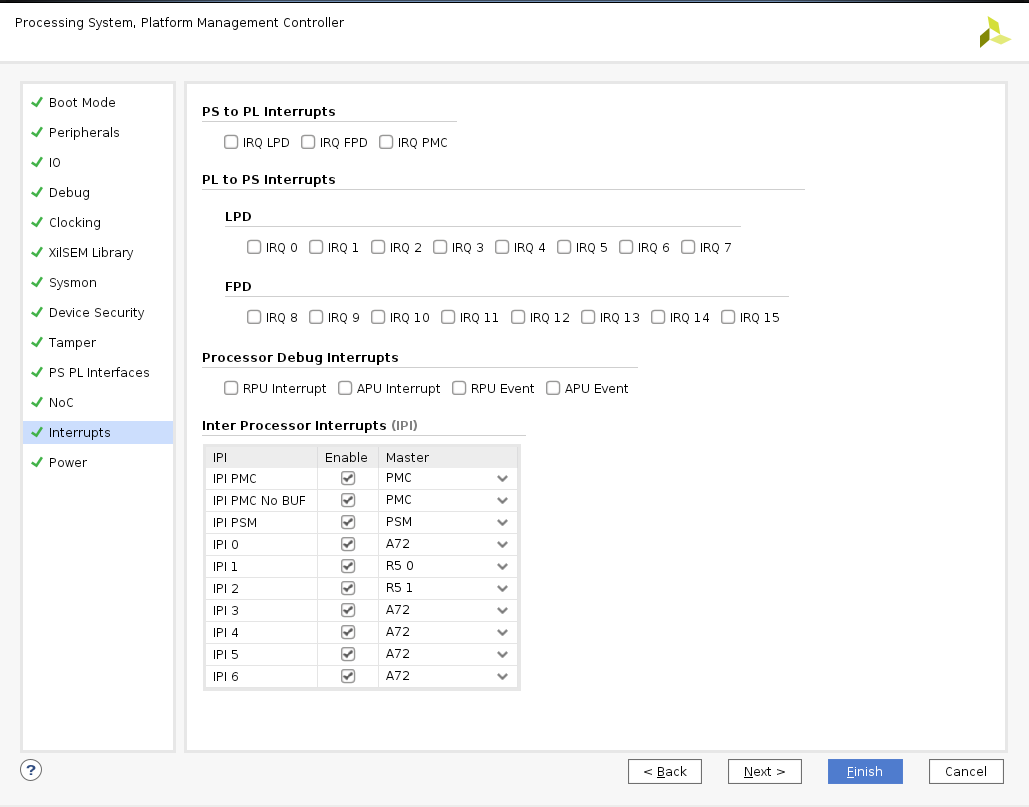 Processing System, Platform Management Controller
Boot Mode
Peripherals
IO
Debug
Clocking
XilSEM Library
Sysmon
Device Security
Tamper
PS PL Interfaces
NoC
Interrupts
Power
PS to PL Interrupts
IRQ LPD IRQ FPD IRQ PMC
PL to PS Interrupts
LPD
IRQ 0 IRQ 1 IRQ 2 IRQ 3 IRQ 4 IRQ 5 IRQ 6 IRQ 7
FPD
IRQ 8 IRQ 9 IRQ 10 IRQ 11 IRQ 12 IRQ 13 IRQ 14 IRQ 15
Processor Debug Interrupts
RPU Interrupt APU Interrupt RPU Event APU Event
Inter Processor Interrupts (IPI)
IPI Enable Master
IPI PMC PMC
IPI PMC No BUF PMC
IPI PSM PSM
IPI 0 A72
IPI 1 R5 0
IPI 2 R5 1
IPI 3 A72
IPI 4 A72
IPI 5 A72
IPI 6 A72
? < Back Next > Finish Cancel